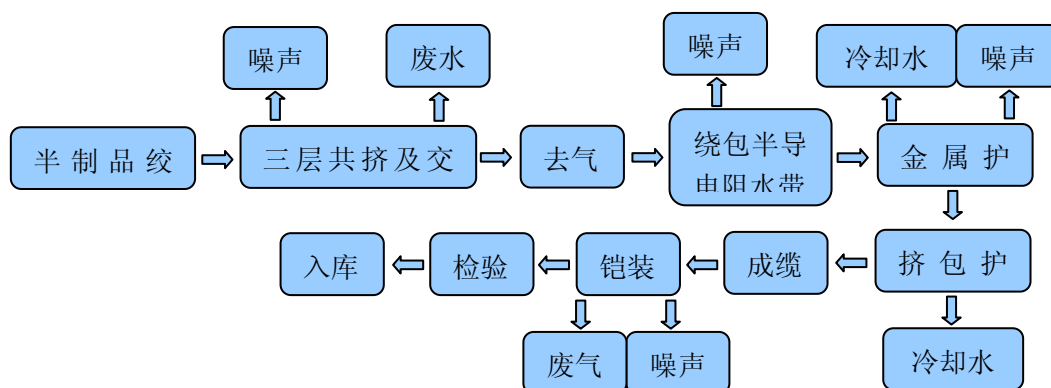 噪声
废水
噪声
冷却水
噪声
半制品绞
三层共挤及交
去气
绕包半导
电阻水带
金属护
入库
检验
铠装
成缆
挤包护
废气
噪声
冷却水